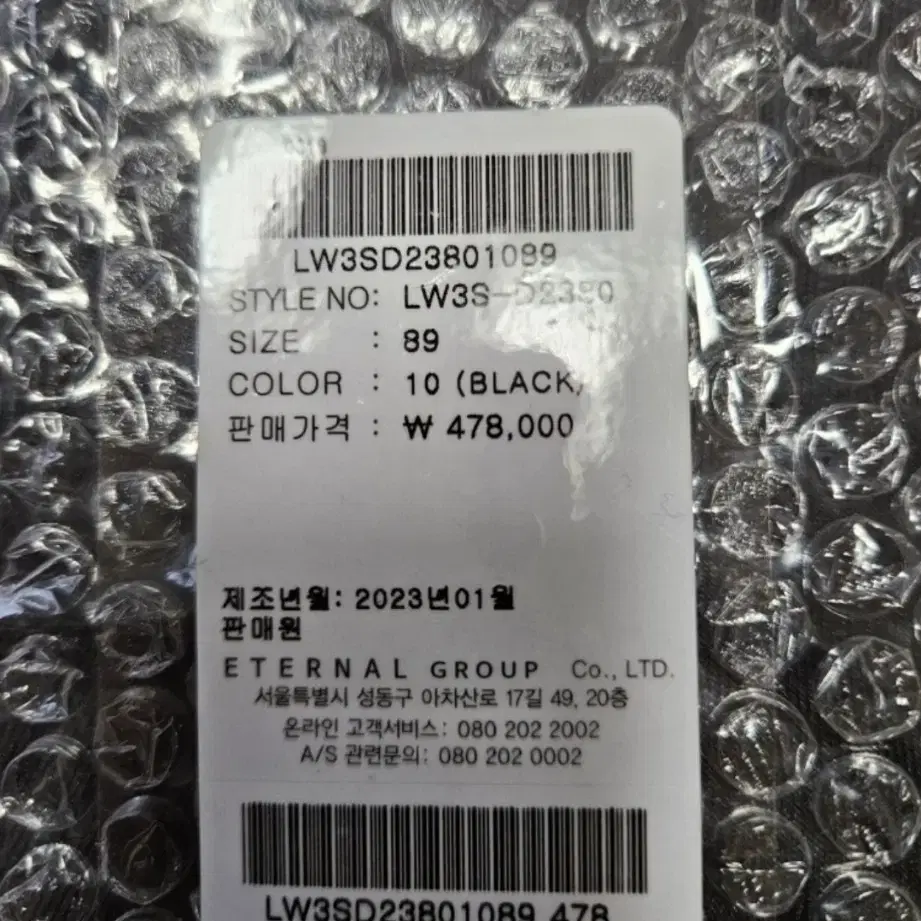 LW3SD23801089
STYLE NO: LW3S-D2380
SIZE : 89
COLOR : 10 (BLACK)
판매가격 : ₩ 478,000
제조년월: 2023년01월
판매원
ETERNAL GROUP Co., LTD.
서울특별시 성동구 아차산로 17길 49, 20층
온라인 고객서비스: 080 202 2002
A/S 관련문의: 080 202 0002
LW3SD23801089 478